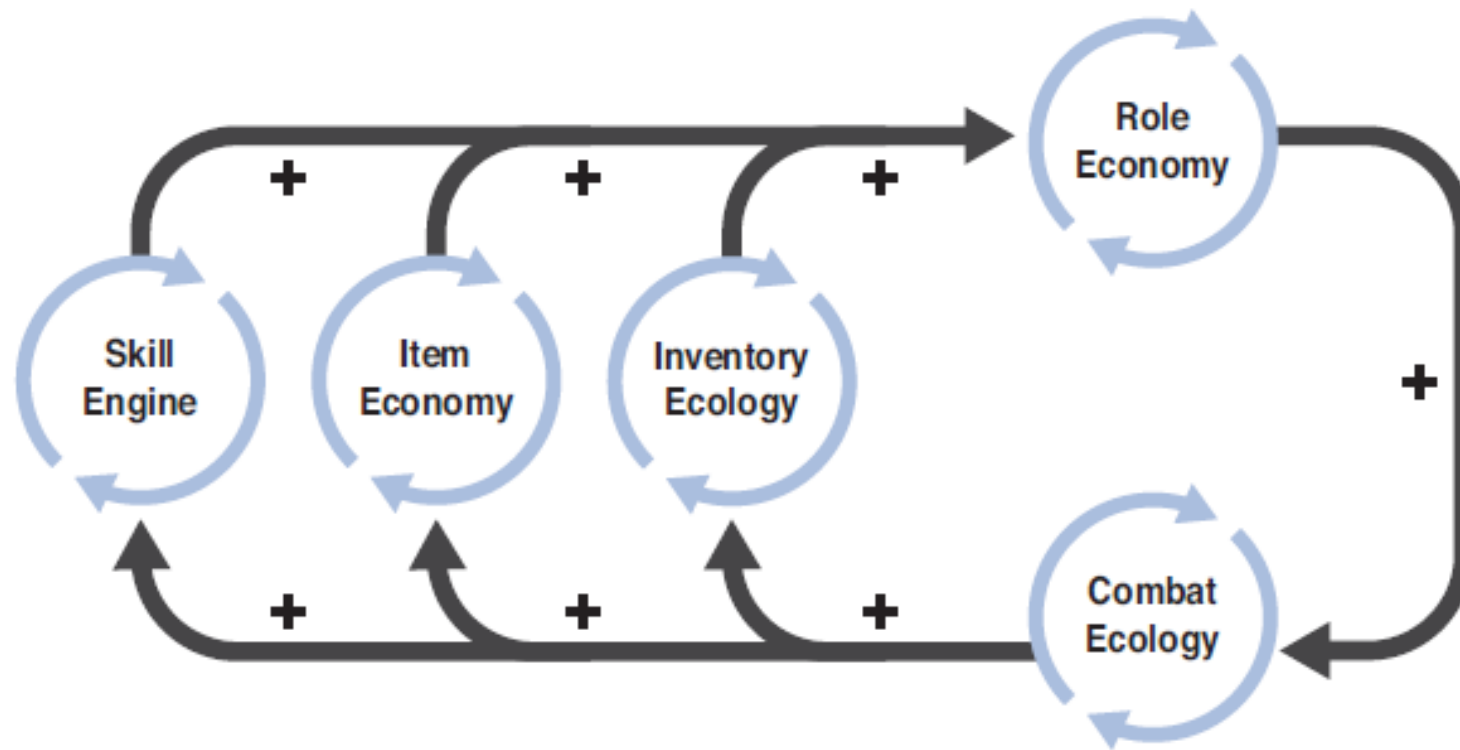 Role
Economy
+
+
+
Skill
Engine
Item
Economy
Inventory
Ecology
+
Combat
Ecology
+
+
+